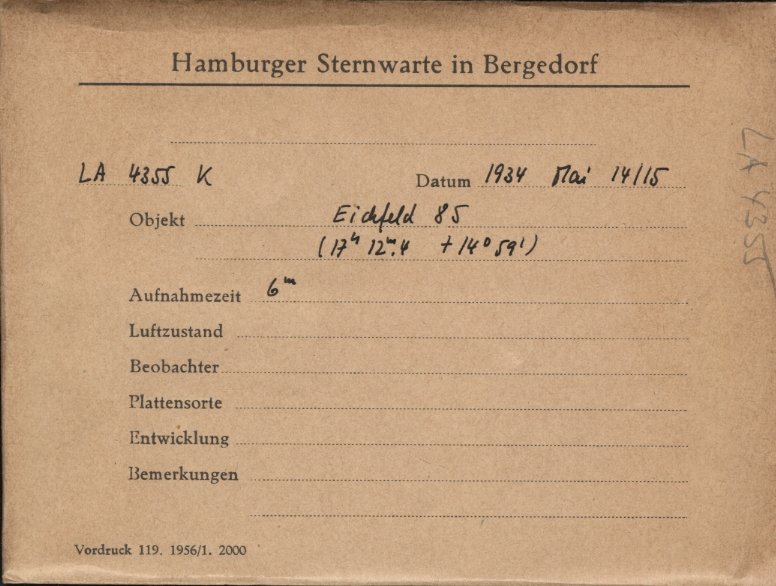 Hamburger Sternwarte in Bergedorf
LA 4355 K Datum 1934 Mai 14/15
Objekt Eichfeld 85
(17h 12m.4 +14° 59')
Aufnahmezeit 6m
Luftzustand
Beobachter
Plattensorte
Entwicklung
Bemerkungen
Vordruck 119. 1956/1. 2000
LA 4355